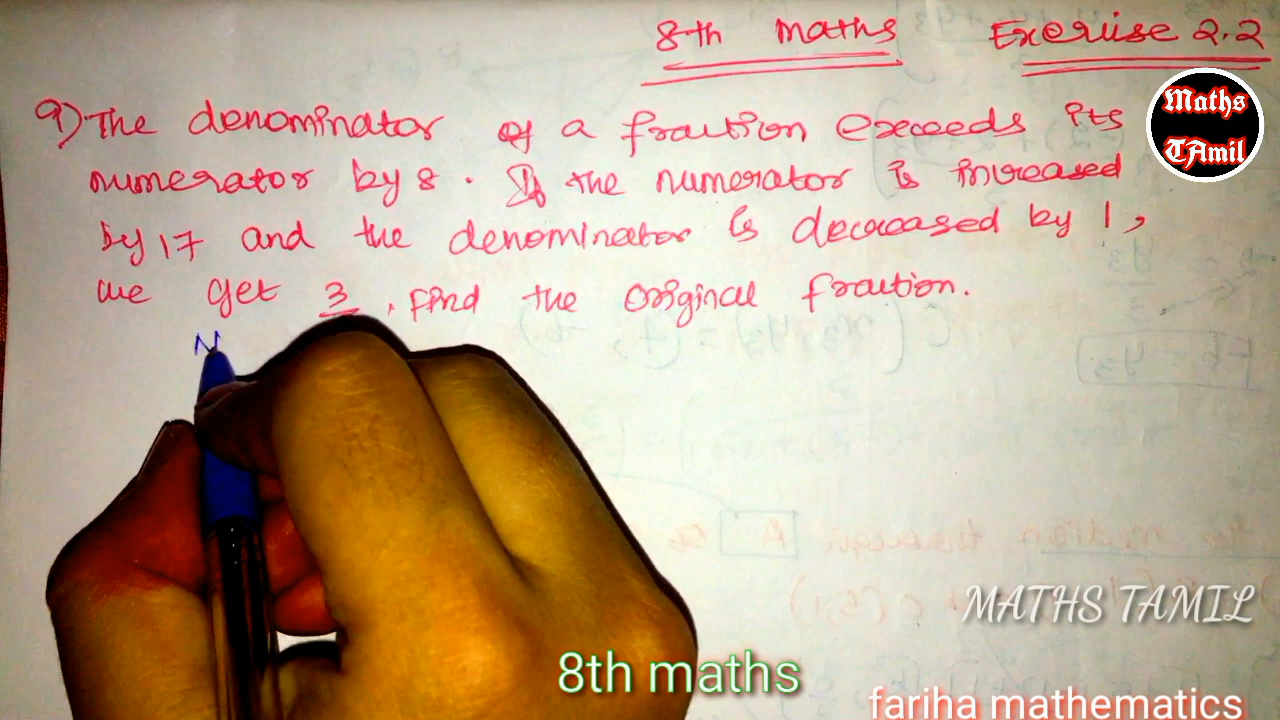 8th maths Exercise 2.2
9) The denominator of a fraction exceeds its
numerator by 8. If the numerator is increased
by 17 and the denominator is decreased by 1,
we get 3, find the original fraction.
N
Maths
TAmil
MATHS TAMIL
8th maths
fariha mathematics